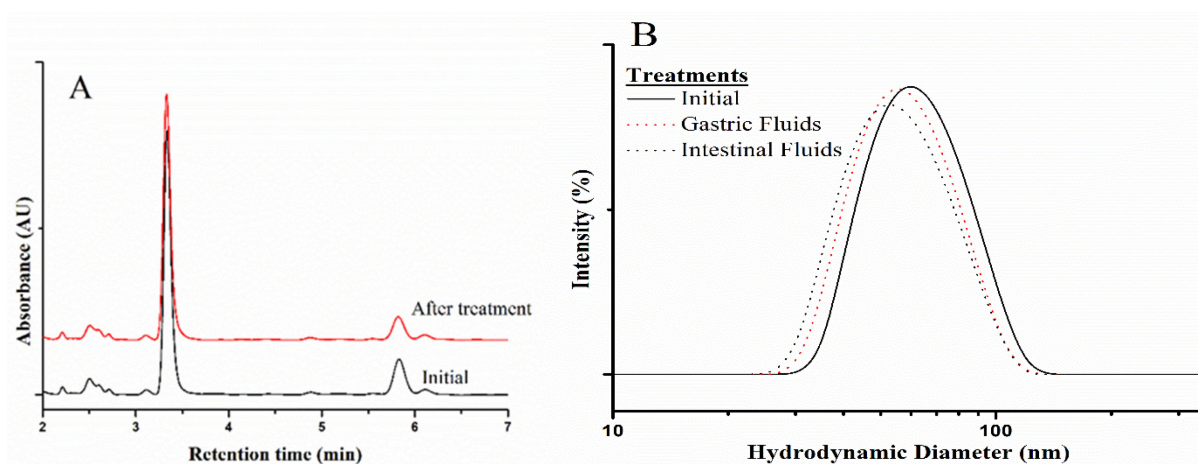 A
Absorbance (AU)
After treatment
Initial
2 3 4 5 6 7
Retention time (min)
B
Treatments
Initial
Gastric Fluids
Intestinal Fluids
Intensity (%)
10 100
Hydrodynamic Diameter (nm)